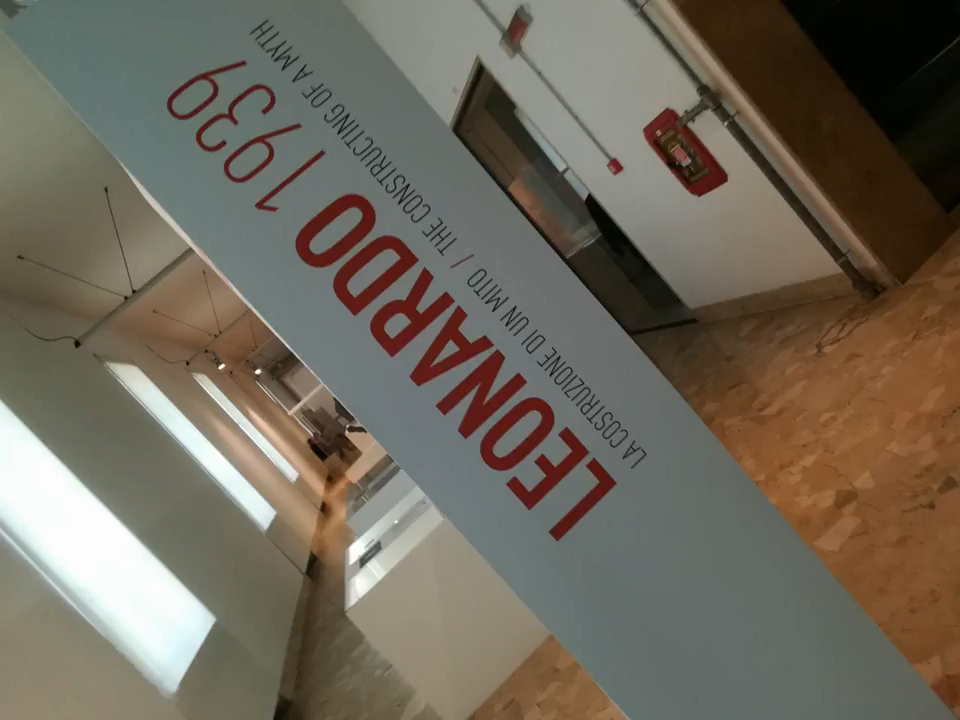 LEONARDO 1939
LA COSTRUZIONE DI UN MITO / THE CONSTRUCTING OF A MYTH